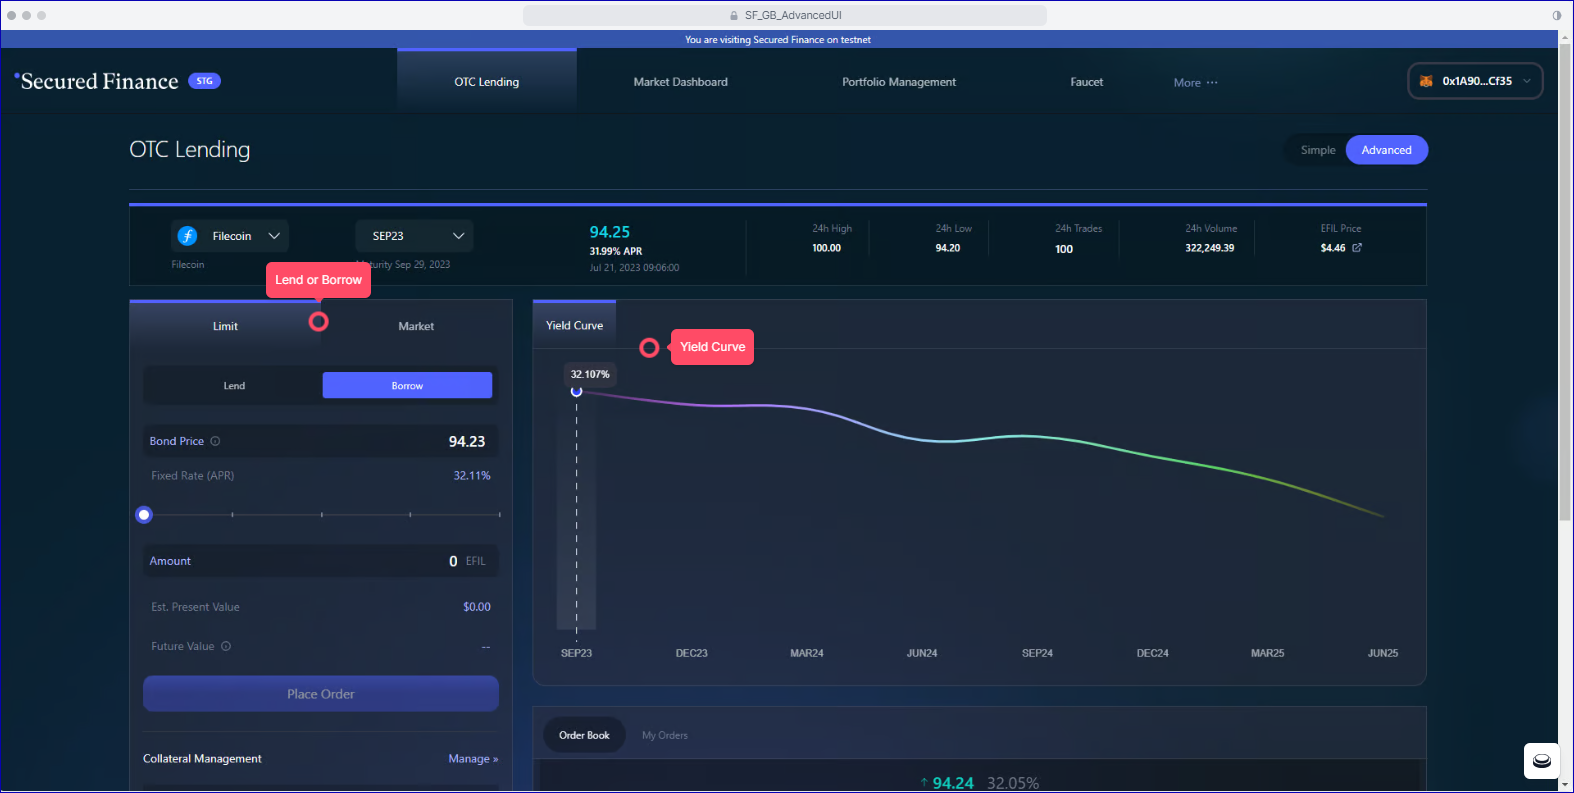 SF_GB_AdvancedUI
You are visiting Secured Finance on testnet
Secured Finance STG
OTC Lending
Market Dashboard
Portfolio Management
Faucet
More ···
0x1A90...Cf35
OTC Lending
Simple
Advanced
Filecoin
Filecoin
SEP23
turity Sep 29, 2023
94.25
31.99% APR
Jul 21, 2023 09:06:00
24h High
100.00
24h Low
94.20
24h Trades
100
24h Volume
322,249.39
EFIL Price
$4.46
Lend or Borrow
Limit
Market
Lend
Borrow
Bond Price
94.23
Fixed Rate (APR)
32.11%
Amount
0 EFIL
Est. Present Value
$0.00
Future Value
--
Place Order
Collateral Management
Manage »
Yield Curve
Yield Curve
32.107%
SEP23
DEC23
MAR24
JUN24
SEP24
DEC24
MAR25
JUN25
Order Book
My Orders
↑ 94.24 32.05%